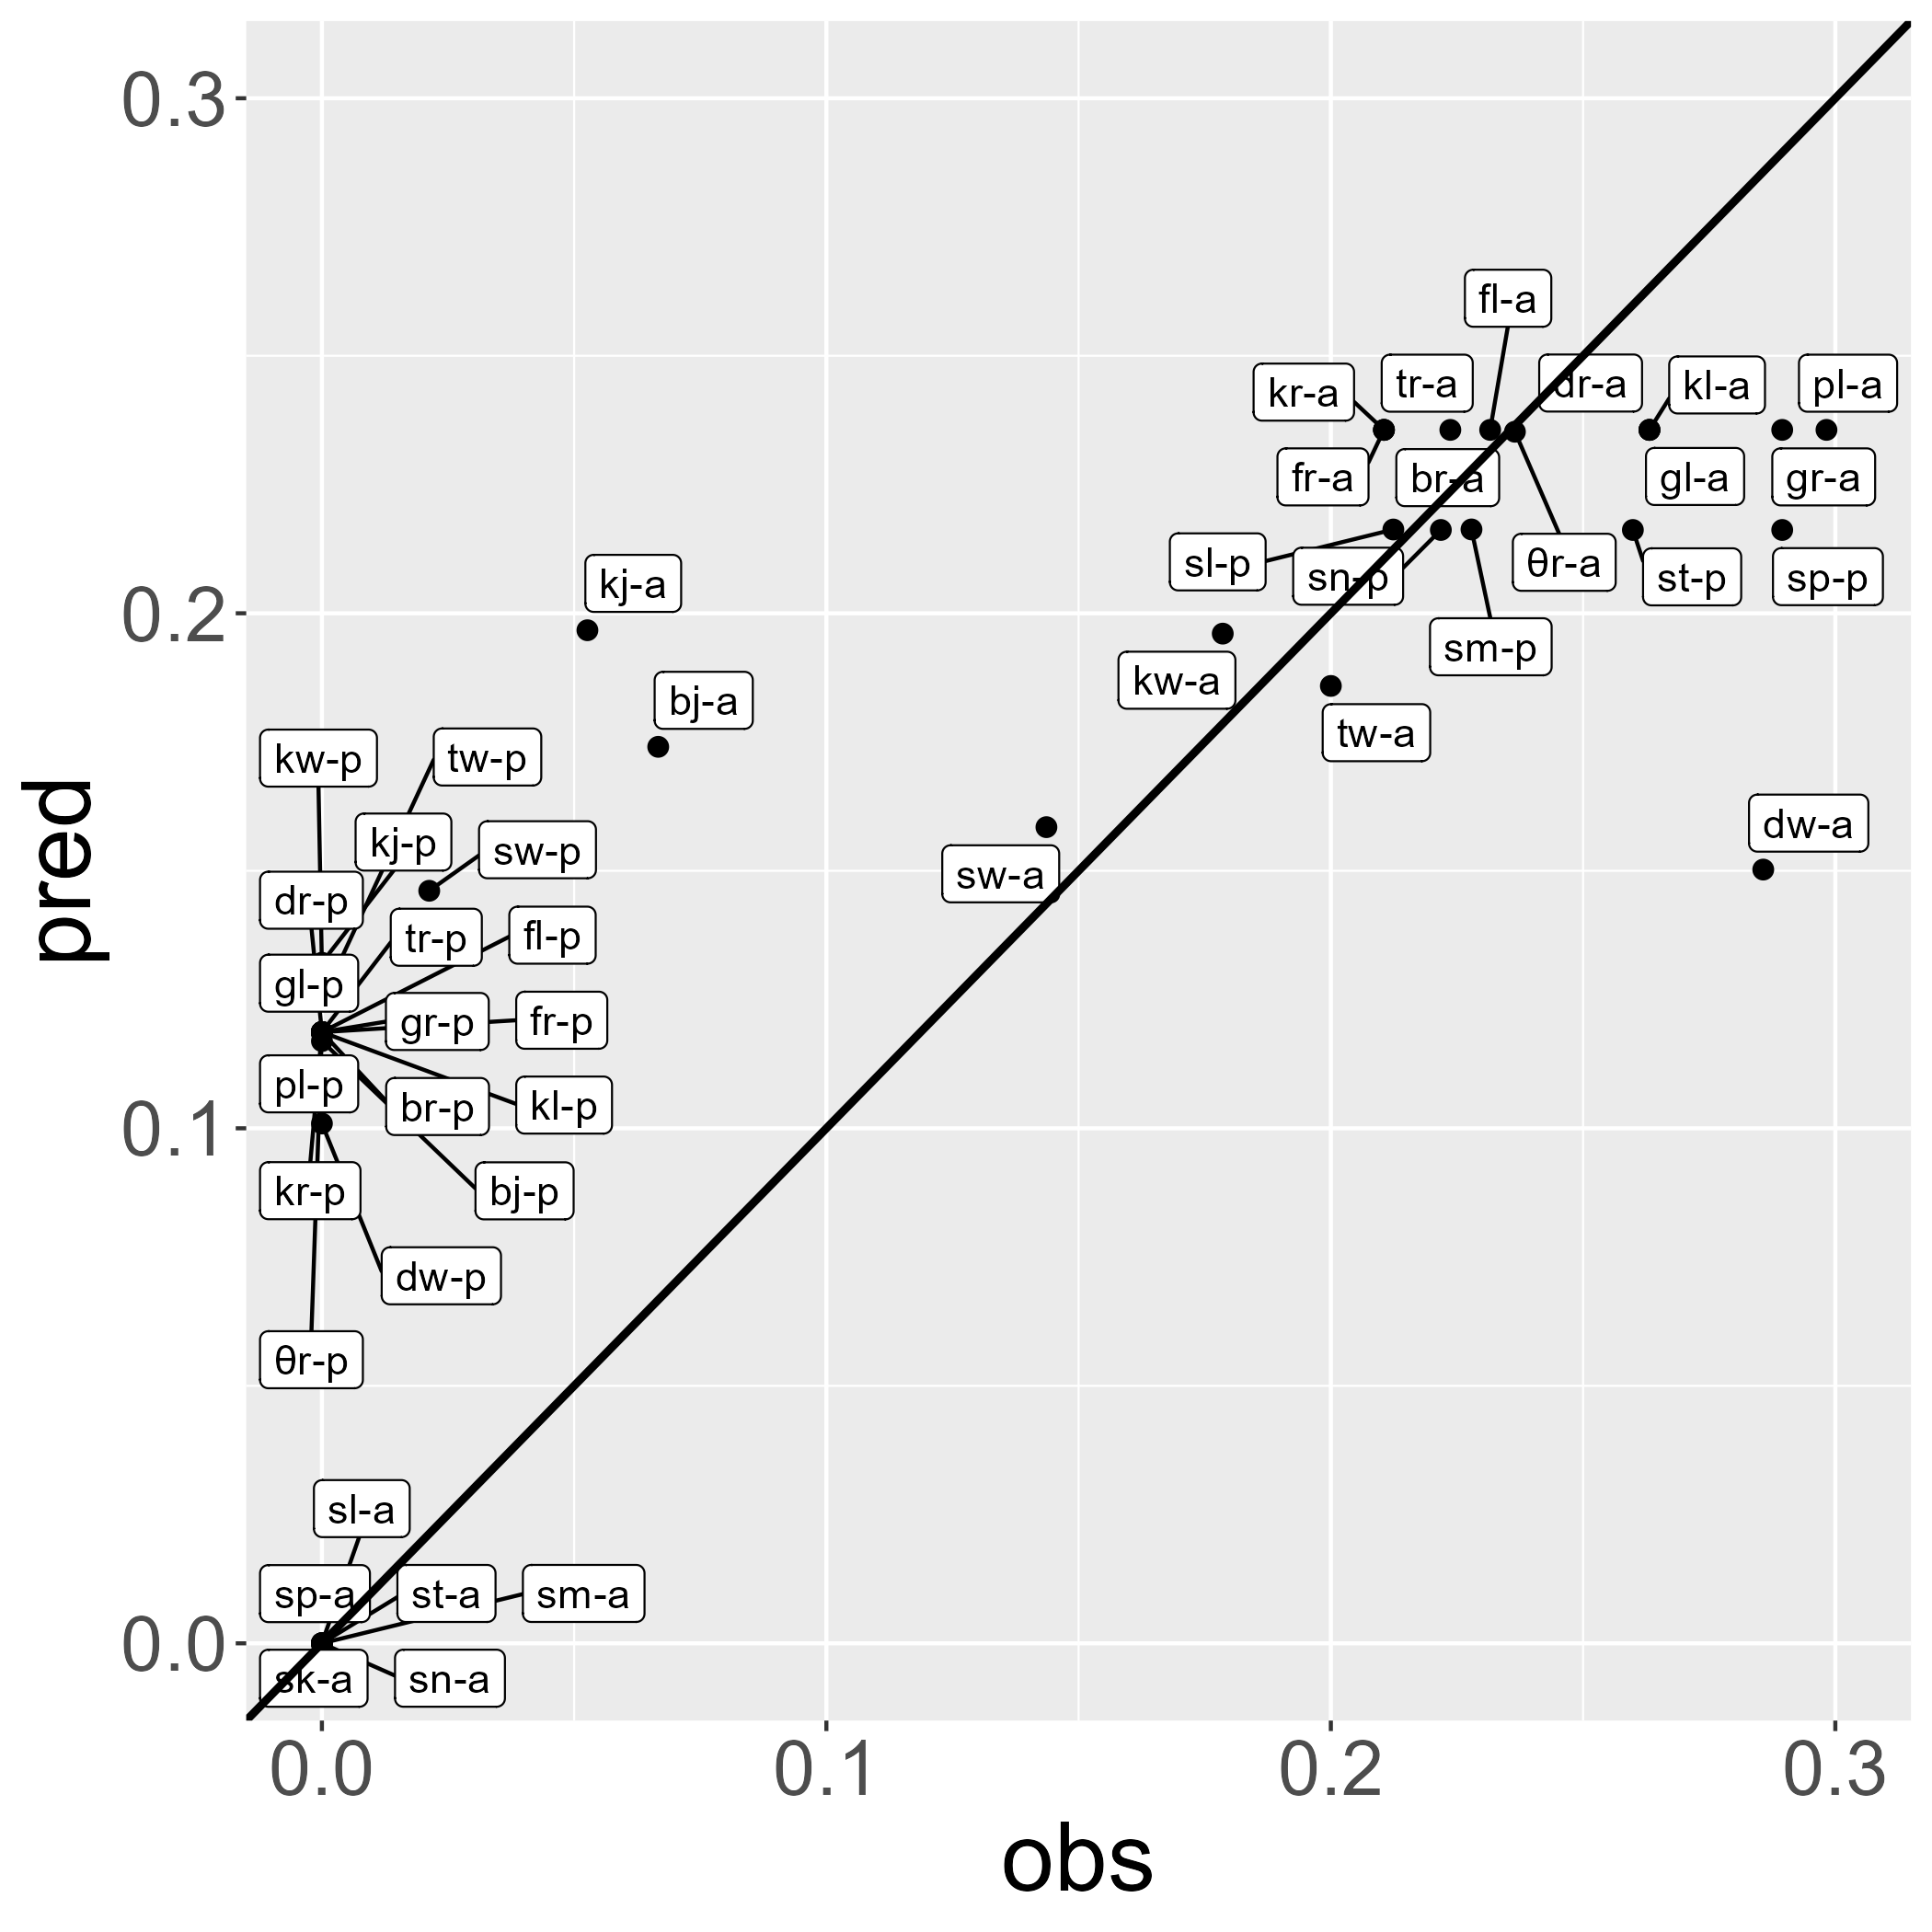 0.3
fl-a
kr-a
tr-a
dr-a
kl-a
pl-a
fr-a
br-a
gl-a
gr-a
sl-p
sn-p
θr-a
st-p
sp-p
kj-a
0.2
sm-p
kw-a
bj-a
tw-a
kw-p
tw-p
kj-p
sw-p
dw-a
sw-a
dr-p
tr-p
fl-p
gl-p
gr-p
fr-p
pl-p
br-p
kl-p
0.1
kr-p
bj-p
dw-p
θr-p
sl-a
sp-a
st-a
sm-a
0.0
sk-a
sn-a
pred
0.0
0.1
0.2
0.3
obs